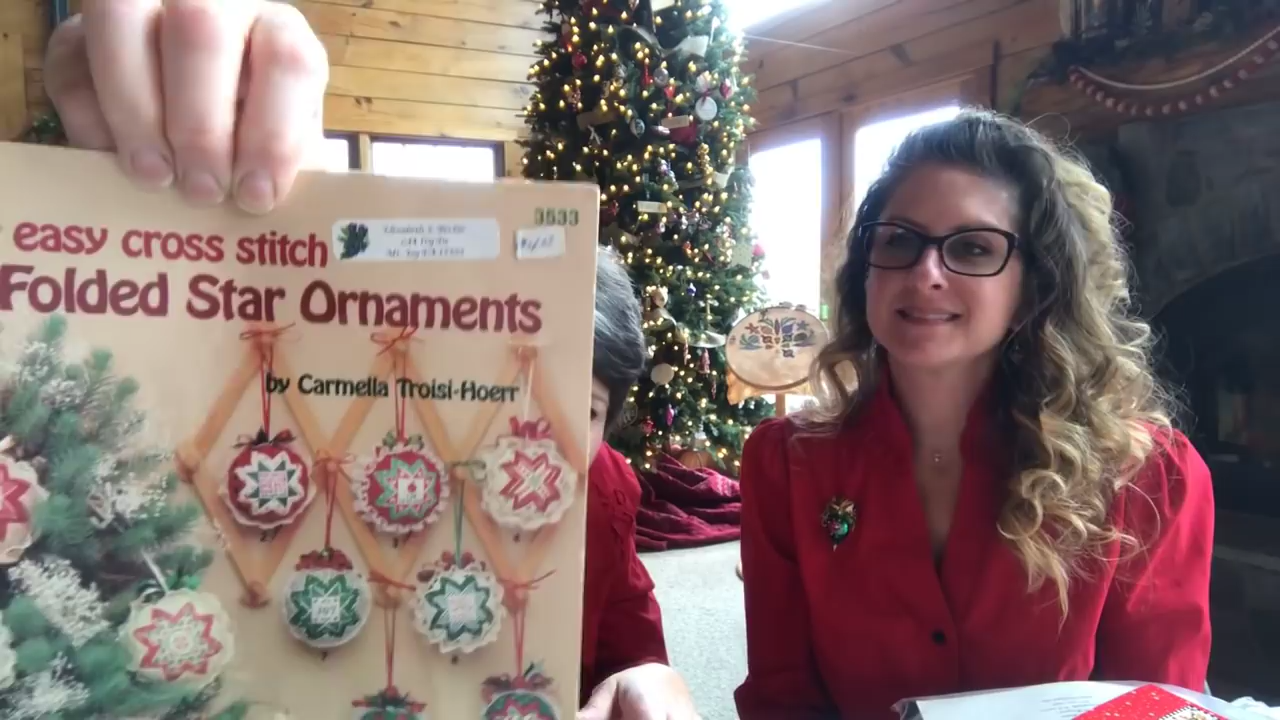 easy cross stitch
3533
Folded Star Ornaments
by Carmella Troisi-Hoerr